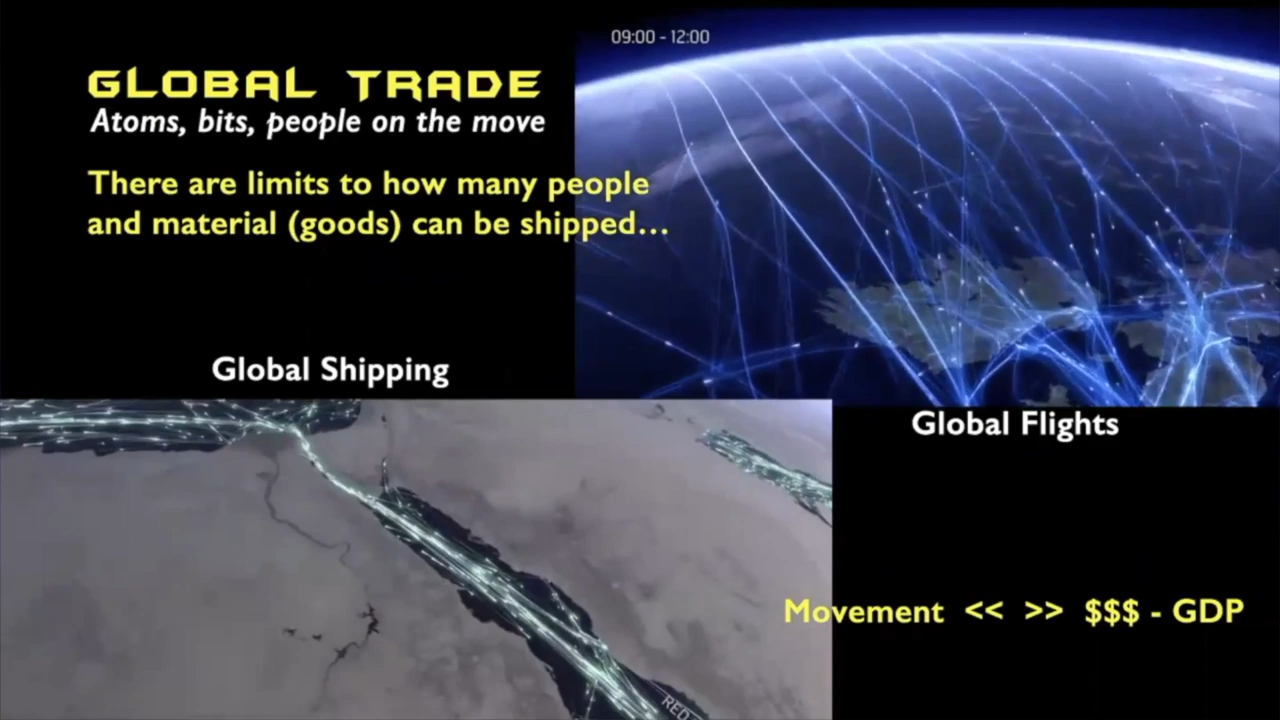 09:00 - 12:00
GLOBAL TRADE
Atoms, bits, people on the move
There are limits to how many people
and material (goods) can be shipped...
Global Shipping
Global Flights
Movement << >> $$$ - GDP
RED